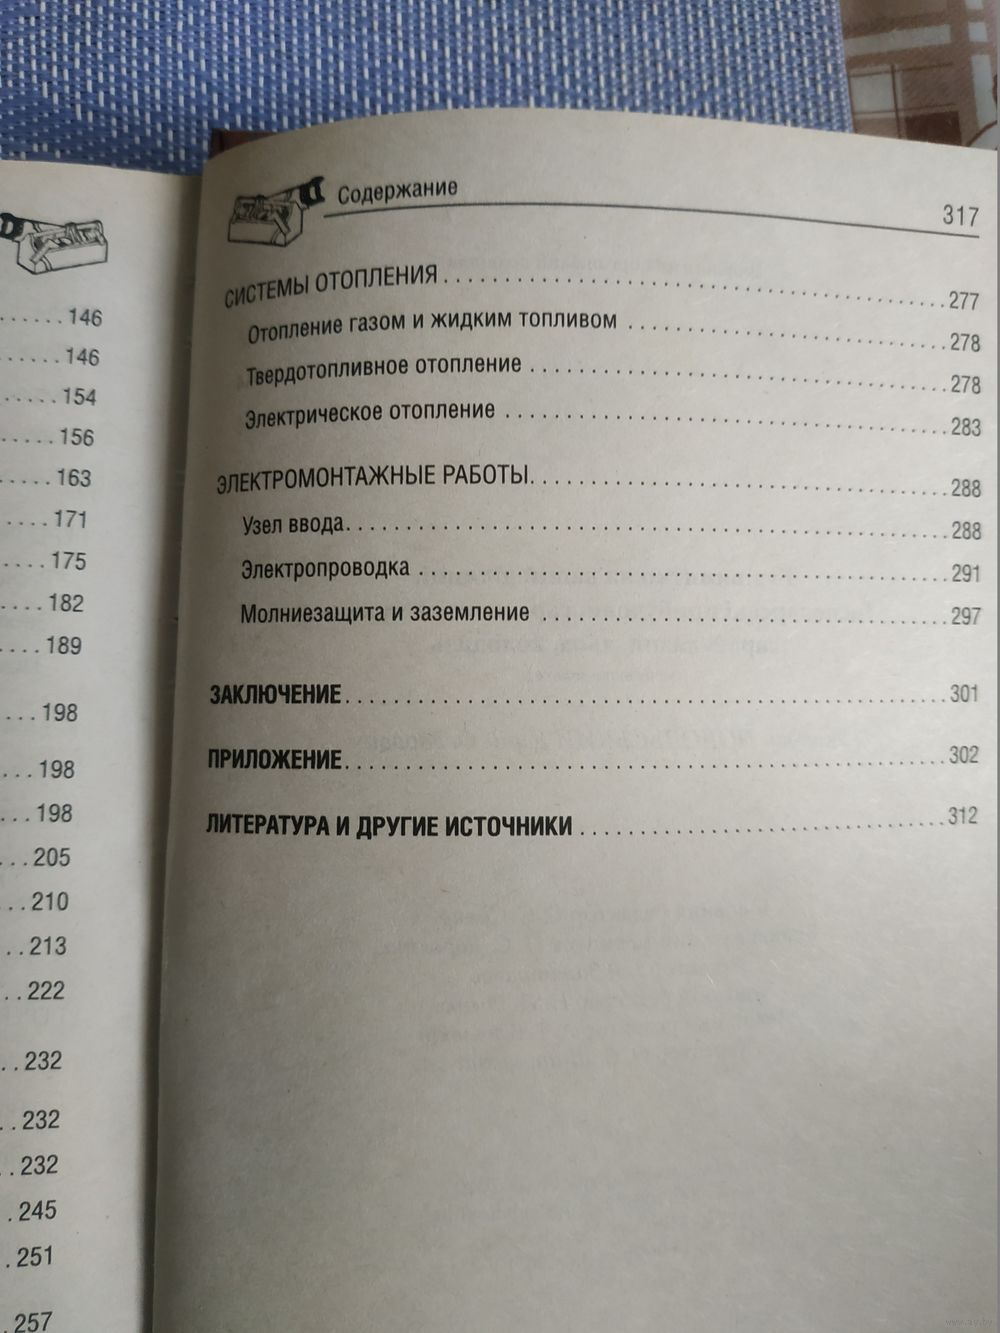 ......146
......146
.....154
.....156
.....163
....171
....175
....182
....189
...198
...198
...198
...205
...210
..213
..222
..232
..232
..232
.245
.251
.257
Содержание 317
СИСТЕМЫ ОТОПЛЕНИЯ........................................277
Отопление газом и жидким топливом ........................278
Твердотопливное отопление ................................278
Электрическое отопление ..................................283
ЭЛЕКТРОМОНТАЖНЫЕ РАБОТЫ..................................288
Узел ввода...............................................288
Электропроводка .........................................291
Молниезащита и заземление ...............................297
ЗАКЛЮЧЕНИЕ...............................................301
ПРИЛОЖЕНИЕ...............................................302
ЛИТЕРАТУРА И ДРУГИЕ ИСТОЧНИКИ ...........................312